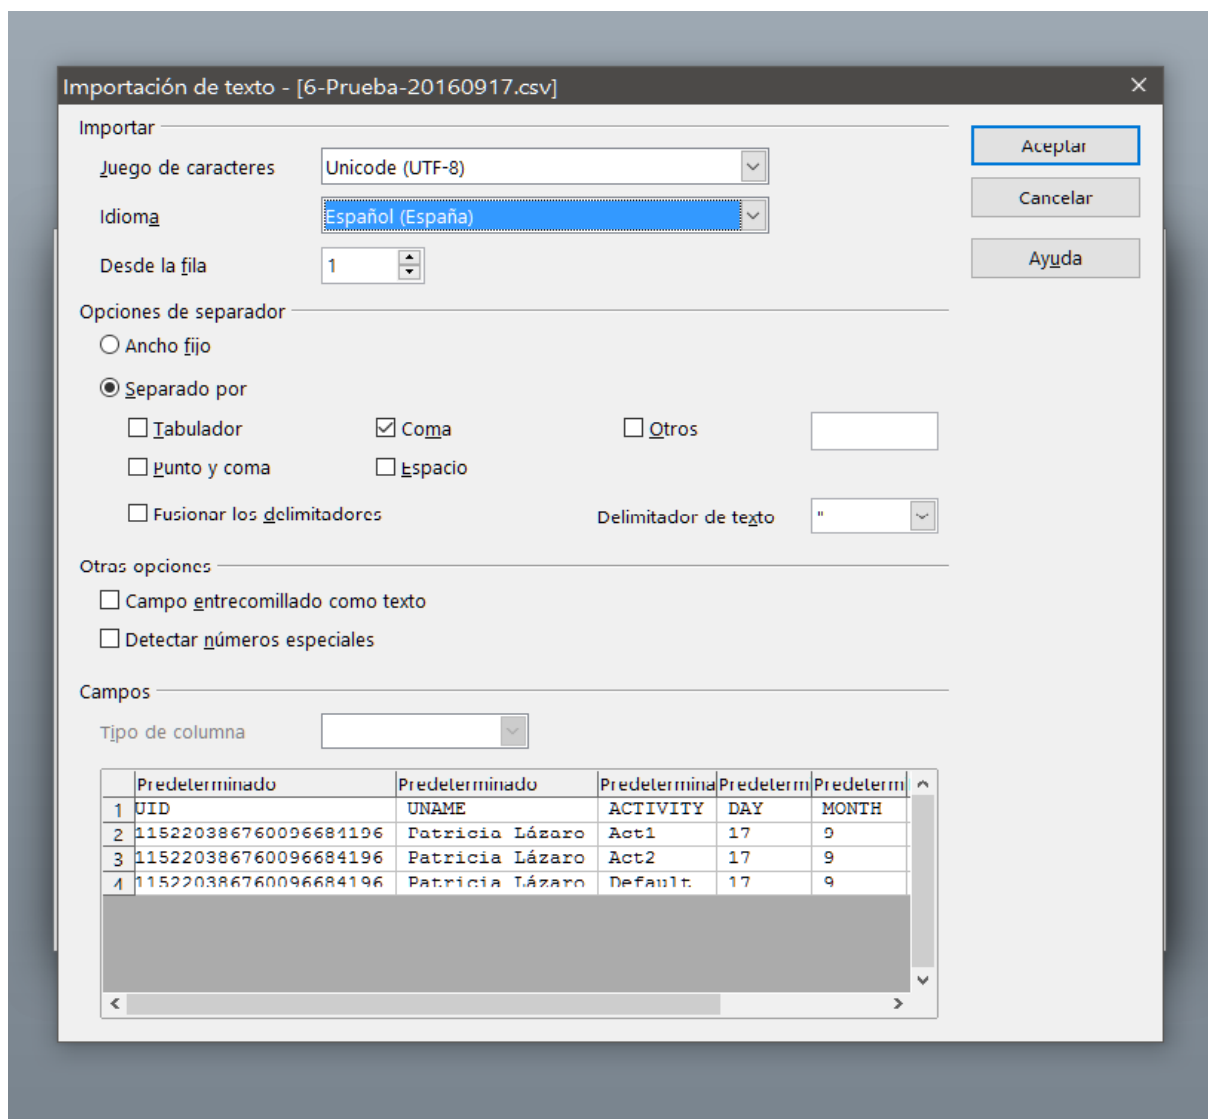 Importación de texto - [6-Prueba-20160917.csv]
Importar
Aceptar
Juego de caracteres Unicode (UTF-8)
Cancelar
Idioma Español (España)
Desde la fila 1
Ayuda
Opciones de separador
Ancho fijo
Separado por
Tabulador Coma Otros
Punto y coma Espacio
Fusionar los delimitadores Delimitador de texto "
Otras opciones
Campo entrecomillado como texto
Detectar números especiales
Campos
Tipo de columna
Predeterminado Predeterminado Predetermina Predeterm Predeterm
1 UID UNAME ACTIVITY DAY MONTH
2 115220386760096684196 Patricia Lázaro Act1 17 9
3 115220386760096684196 Patricia Lázaro Act2 17 9
4 115220386760096684196 Patricia Lázaro Default 17 9